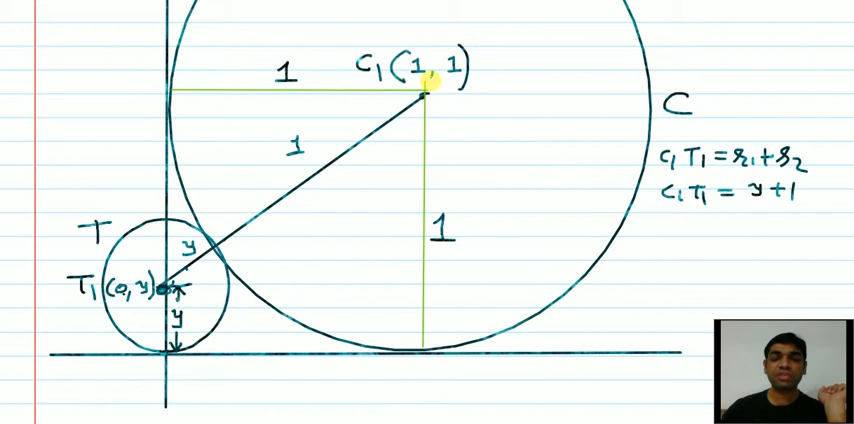 C₁(1, 1)
1
1
C
C₁T₁ = r₁+r₂
C₁T₁ = y+1
1
T
y
T₁(0, y)
y